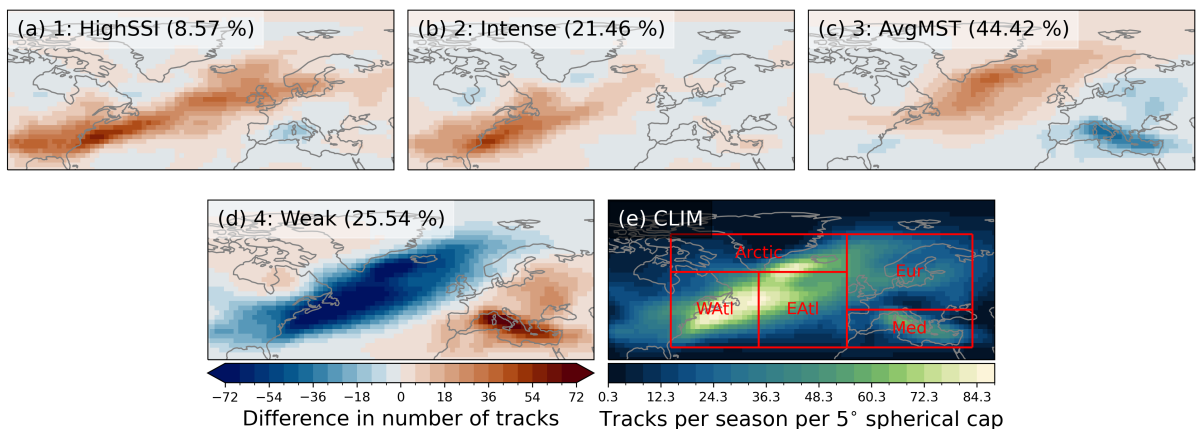 (a) 1: HighSSI (8.57 %)
(b) 2: Intense (21.46 %)
(c) 3: AvgMST (44.42 %)
(d) 4: Weak (25.54 %)
(e) CLIM
Arctic
Eur
WAtl
EAtl
Med
−72 −54 −36 −18 0 18 36 54 72
Difference in number of tracks
0.3 12.3 24.3 36.3 48.3 60.3 72.3 84.3
Tracks per season per 5° spherical cap